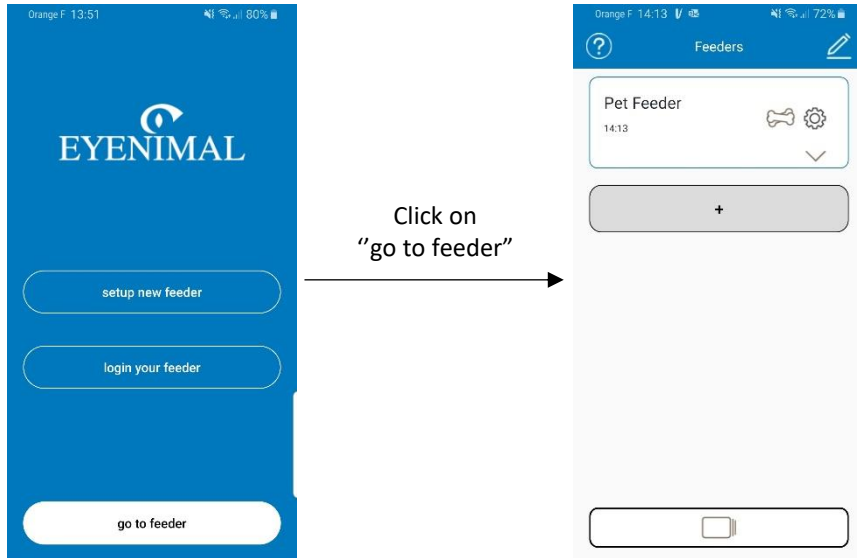 Orange F 13:51 80%
EYENIMAL
setup new feeder
login your feeder
go to feeder
Click on
‘’go to feeder”
Orange F 14:13 72%
? Feeders
Pet Feeder
14:13
+